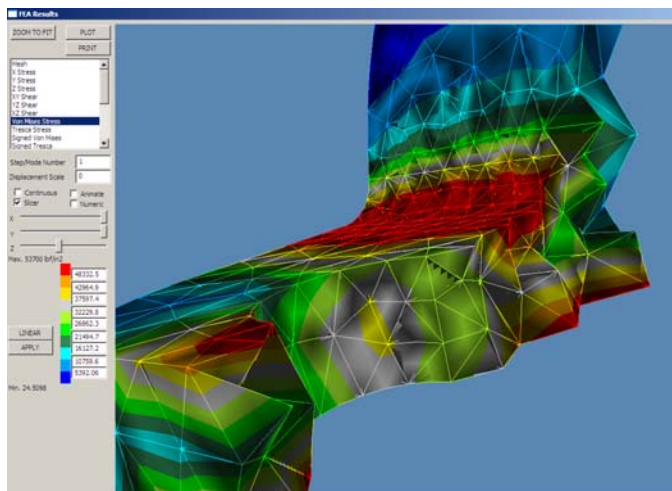 FEA Results
ZOOM TO FIT
PLOT
PRINT
Mesh
X Stress
Y Stress
Z Stress
XY Shear
YZ Shear
XZ Shear
Von Mises Stress
Tresca Stress
Signed Von Mises
Signed Tresca
Step/Mode Number 1
Displacement Scale 0
Continuous Animate
Slicer Numeric
X
Y
Z
Max. 53700 lbf/in2
48332.5
42964.9
37597.4
32229.8
26862.3
21494.7
16127.2
10759.6
5392.06
LINEAR
APPLY
Min. 24.5098